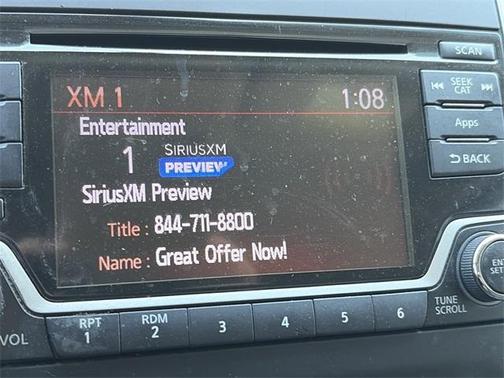 SCAN
XM 1 1:08
SEEK
CAT
Entertainment
1 SIRIUSXM
PREVIEW
Apps
BACK
SiriusXM Preview
Title : 844-711-8800
Name : Great Offer Now!
TUNE
SCROLL
VOL
RPT RDM
1 2 3 4 5 6